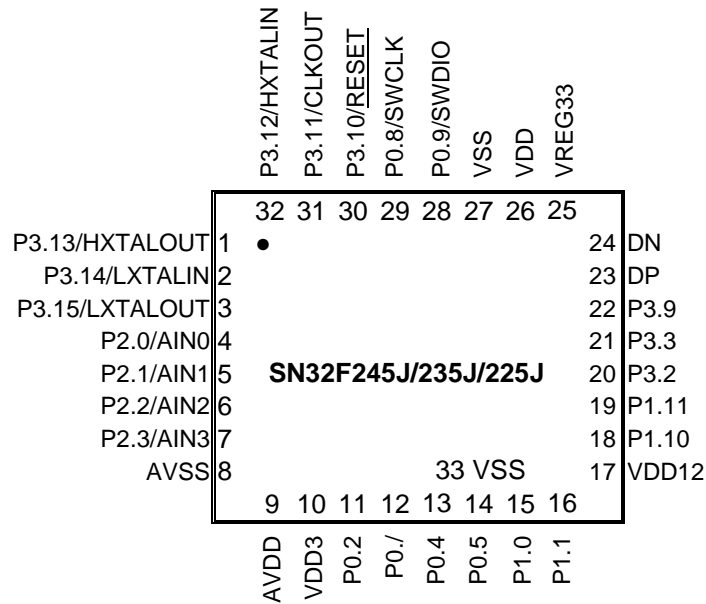 P3.12/HXTALIN
P3.11/CLKOUT
P3.10/RESET
P0.8/SWCLK
P0.9/SWDIO
VSS
VDD
VREG33
32 31 30 29 28 27 26 25
P3.13/HXTALOUT 1 24 DN
P3.14/LXTALIN 2 23 DP
P3.15/LXTALOUT 3 22 P3.9
P2.0/AIN0 4 21 P3.3
P2.1/AIN1 5 SN32F245J/235J/225J 20 P3.2
P2.2/AIN2 6 19 P1.11
P2.3/AIN3 7 18 P1.10
AVSS 8 33 VSS 17 VDD12
9 10 11 12 13 14 15 16
AVDD
VDD3
P0.2
P0./
P0.4
P0.5
P1.0
P1.1